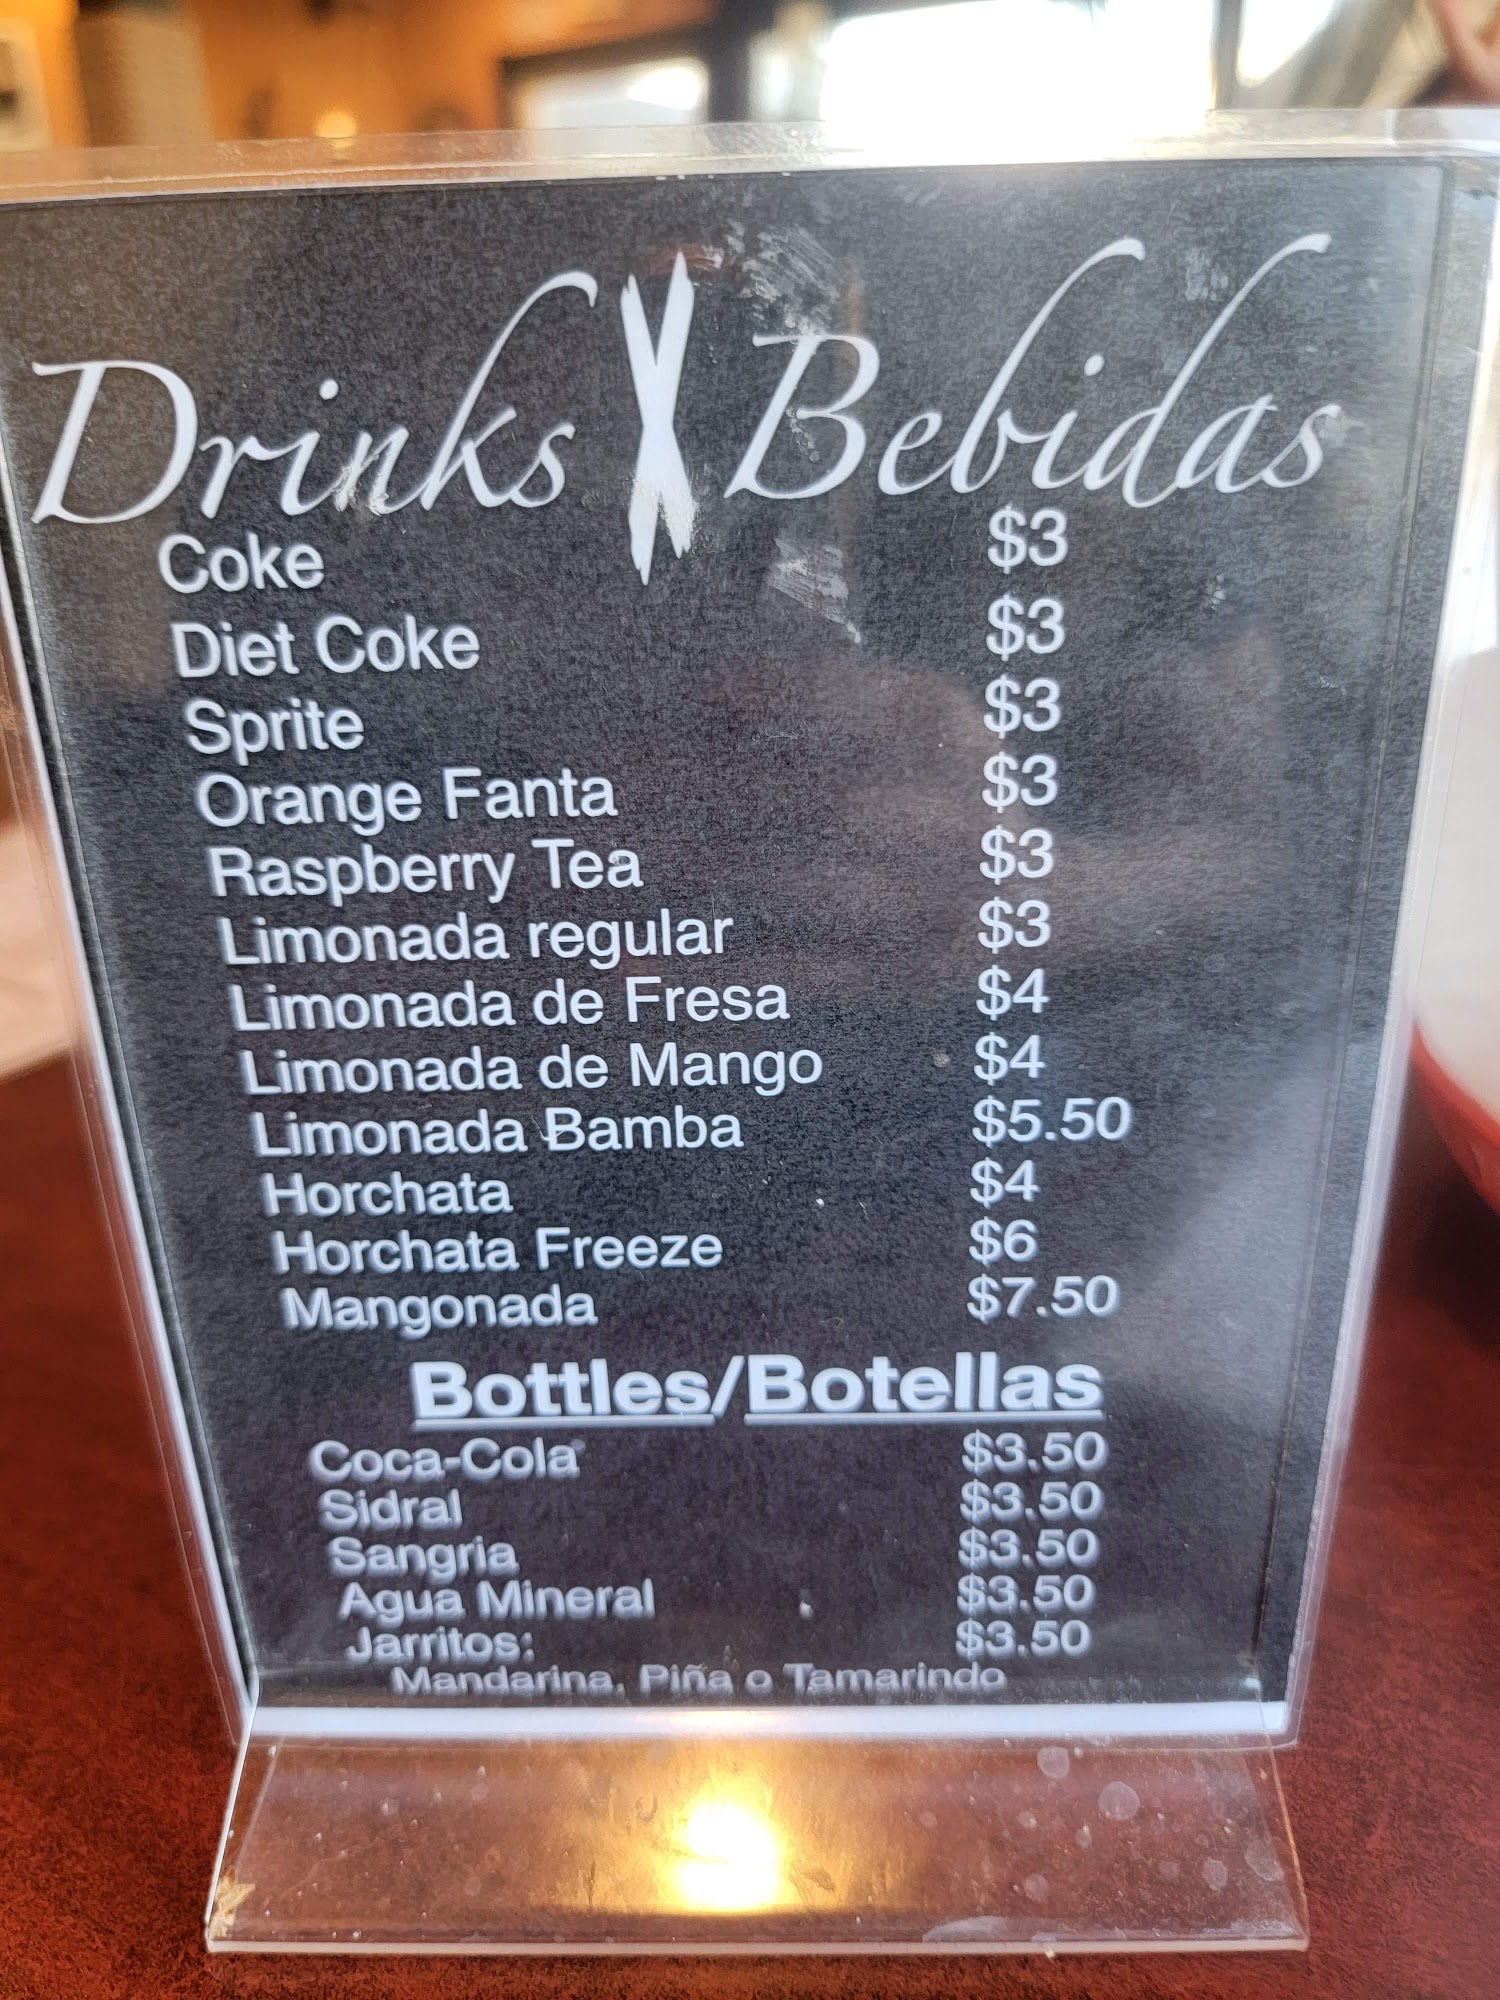 Drinks Bebidas
Coke $3
Diet Coke $3
Sprite $3
Orange Fanta $3
Raspberry Tea $3
Limonada regular $3
Limonada de Fresa $4
Limonada de Mango $4
Limonada Bamba $5.50
Horchata $4
Horchata Freeze $6
Mangonada $7.50
Bottles/Botellas
Coca-Cola $3.50
Sidral $3.50
Sangria $3.50
Agua Mineral $3.50
Jarritos: $3.50
Mandarina, Piña o Tamarindo